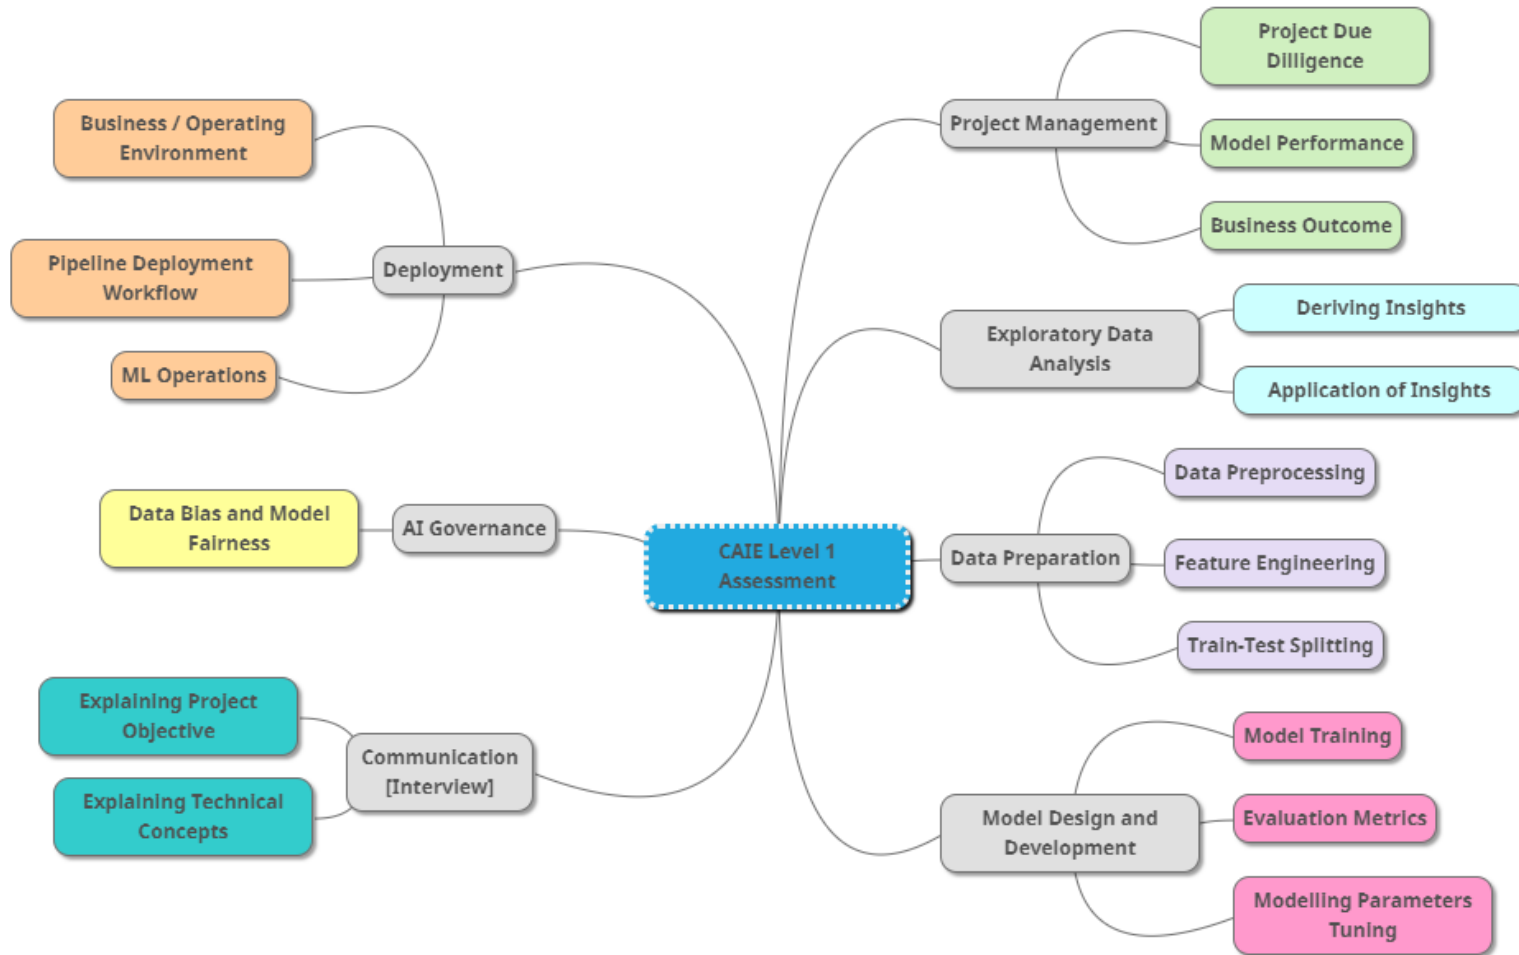 CAIE Level 1
Assessment
Project Management
Project Due
Dilligence
Model Performance
Business Outcome
Exploratory Data
Analysis
Deriving Insights
Application of Insights
Data Preparation
Data Preprocessing
Feature Engineering
Train-Test Splitting
Model Design and
Development
Model Training
Evaluation Metrics
Modelling Parameters
Tuning
Deployment
Business / Operating
Environment
Pipeline Deployment
Workflow
ML Operations
AI Governance
Data Bias and Model
Fairness
Communication
[Interview]
Explaining Project
Objective
Explaining Technical
Concepts